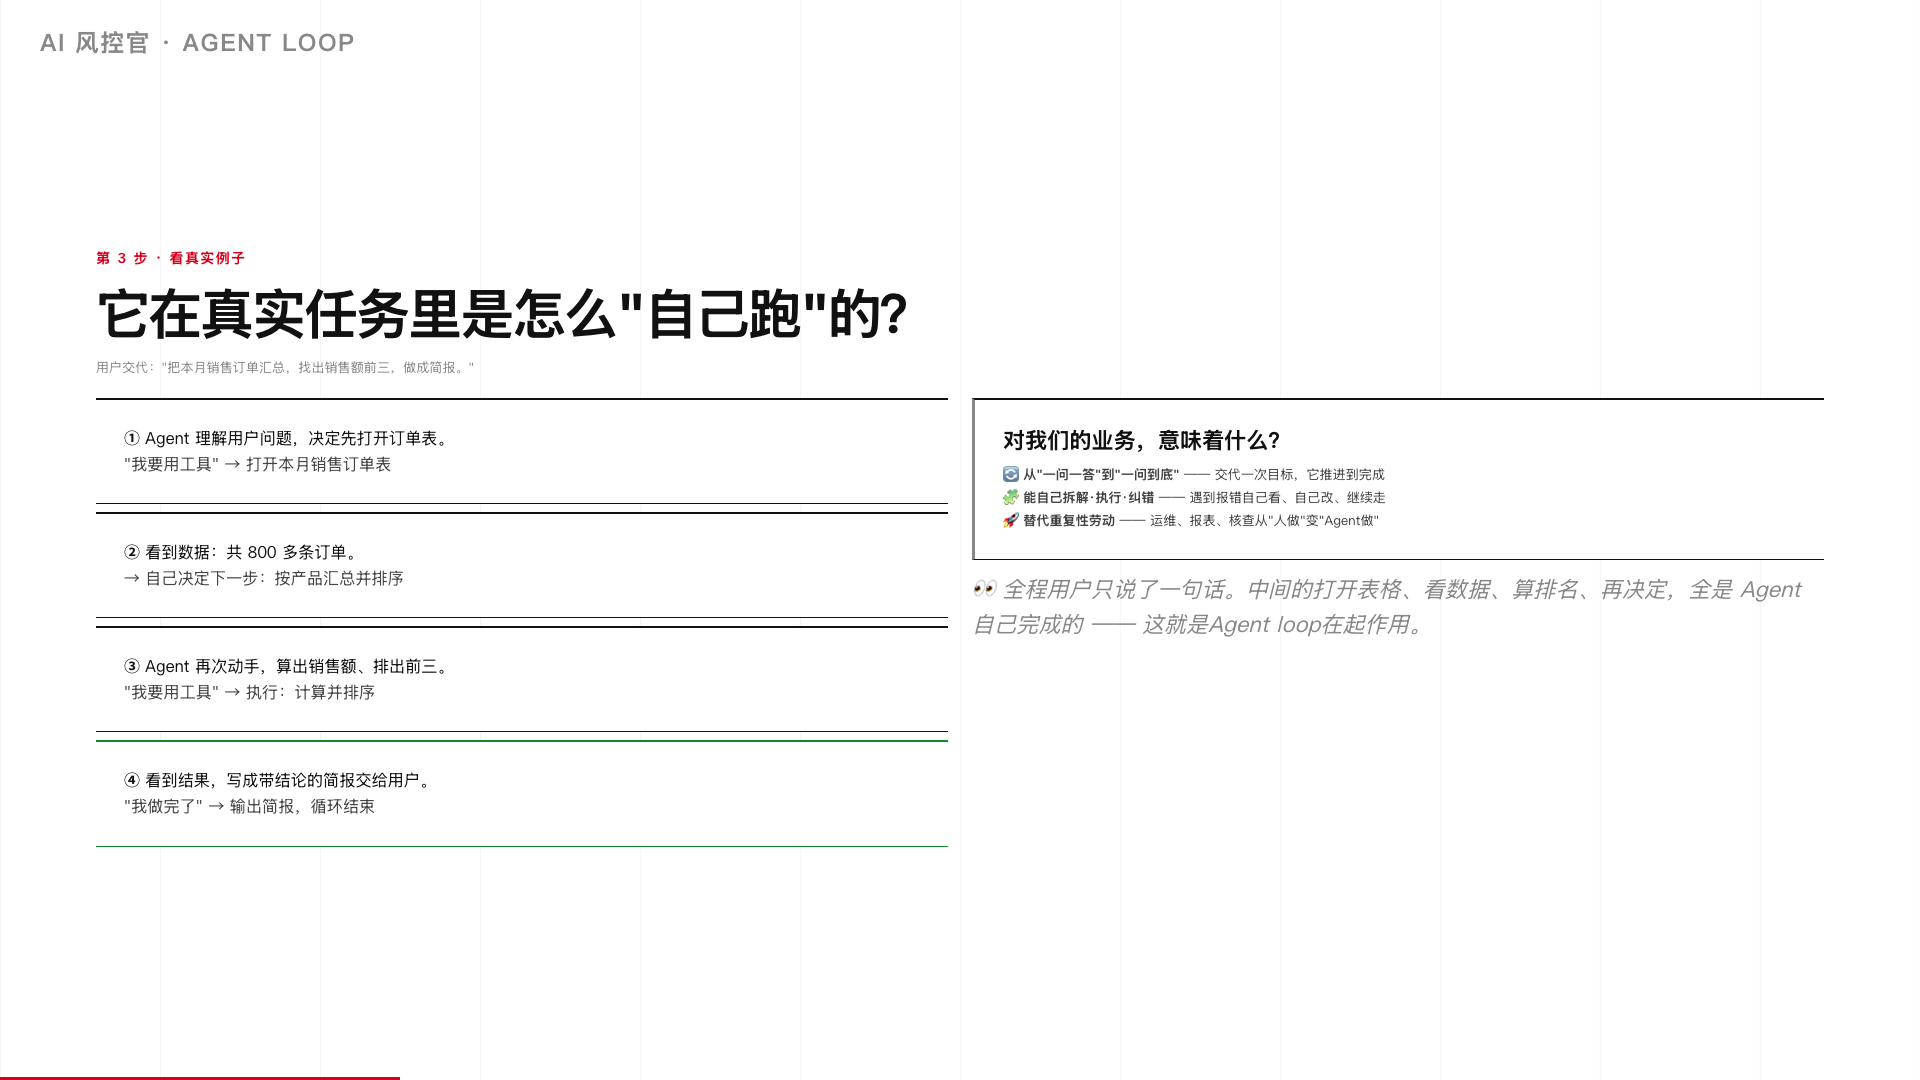 AI 风控官 · AGENT LOOP
第 3 步 · 看真实例子
它在真实任务里是怎么"自己跑"的?
用户交代："把本月销售订单汇总，找出销售额前三，做成简报。"
① Agent 理解用户问题，决定先打开订单表。
"我要用工具" → 打开本月销售订单表
② 看到数据：共 800 多条订单。
→ 自己决定下一步：按产品汇总并排序
③ Agent 再次动手，算出销售额、排出前三。
"我要用工具" → 执行：计算并排序
④ 看到结果，写成带结论的简报交给用户。
"我做完了" → 输出简报，循环结束
对我们的业务，意味着什么?
🔄 从"一问一答"到"一问到底" —— 交代一次目标，它推进到完成
🧩 能自己拆解·执行·纠错 —— 遇到报错自己看、自己改、继续走
🚀 替代重复性劳动 —— 运维、报表、核查从"人做"变"Agent做"
👀 全程用户只说了一句话。中间的打开表格、看数据、算排名、再决定，全是 Agent
自己完成的 —— 这就是Agent loop在起作用。